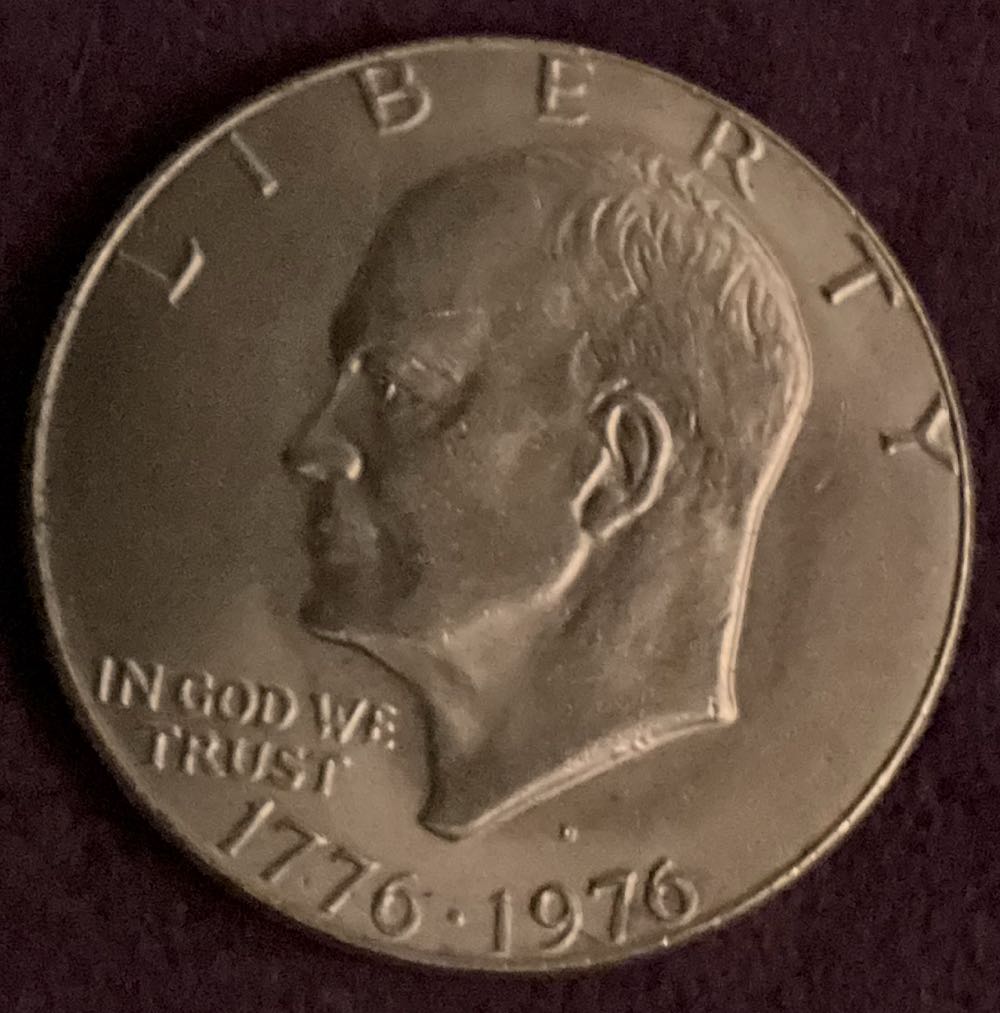 LIBERTY
IN GOD WE
TRUST
1776·1976